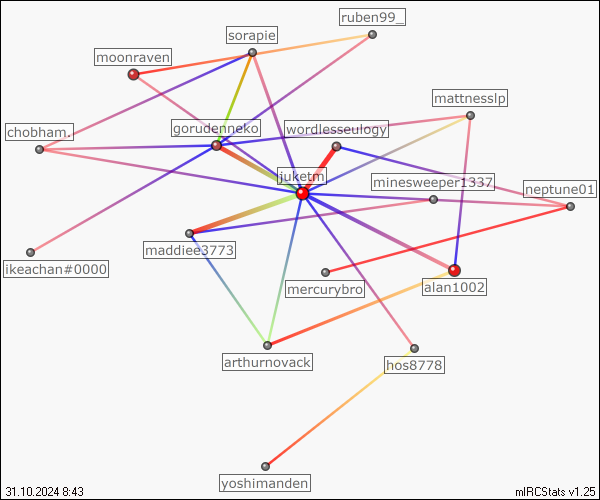 ruben99_
sorapie
moonraven
mattnesslp
chobham.
gorudenneko
wordlesseulogy
juketm
minesweeper1337
neptune01
maddiee3773
ikeachan#0000
mercurybro
alan1002
arthurnovack
hos8778
yoshimanden
31.10.2024 8:43
mIRCStats v1.25